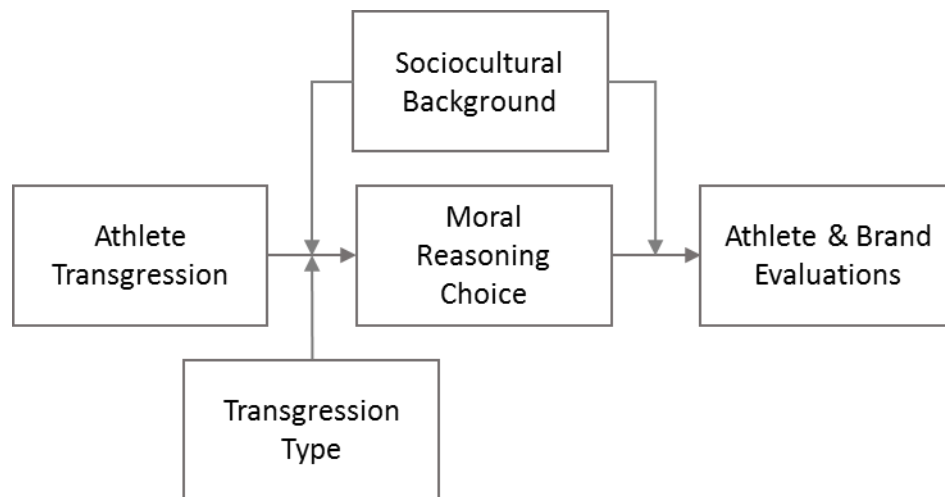 Sociocultural
Background
Athlete
Transgression
Moral
Reasoning
Choice
Athlete & Brand
Evaluations
Transgression
Type